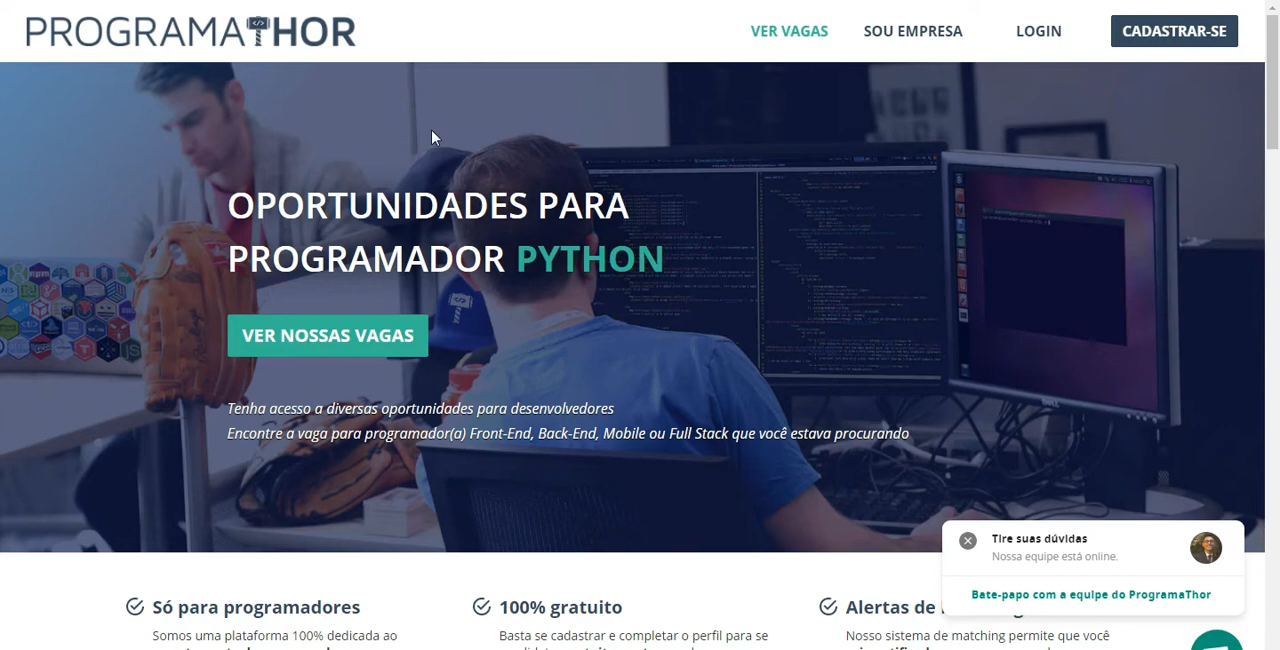 PROGRAMATHOR
VER VAGAS
SOU EMPRESA
LOGIN
CADASTRAR-SE
OPORTUNIDADES PARA
PROGRAMADOR PYTHON
VER NOSSAS VAGAS
Tenha acesso a diversas oportunidades para desenvolvedores
Encontre a vaga para programador(a) Front-End, Back-End, Mobile ou Full Stack que você estava procurando
Tire suas dúvidas
Nossa equipe está online.
Bate-papo com a equipe do ProgramaThor
Só para programadores
Somos uma plataforma 100% dedicada ao
100% gratuito
Basta se cadastrar e completar o perfil para se
Alertas de
Nosso sistema de matching permite que você